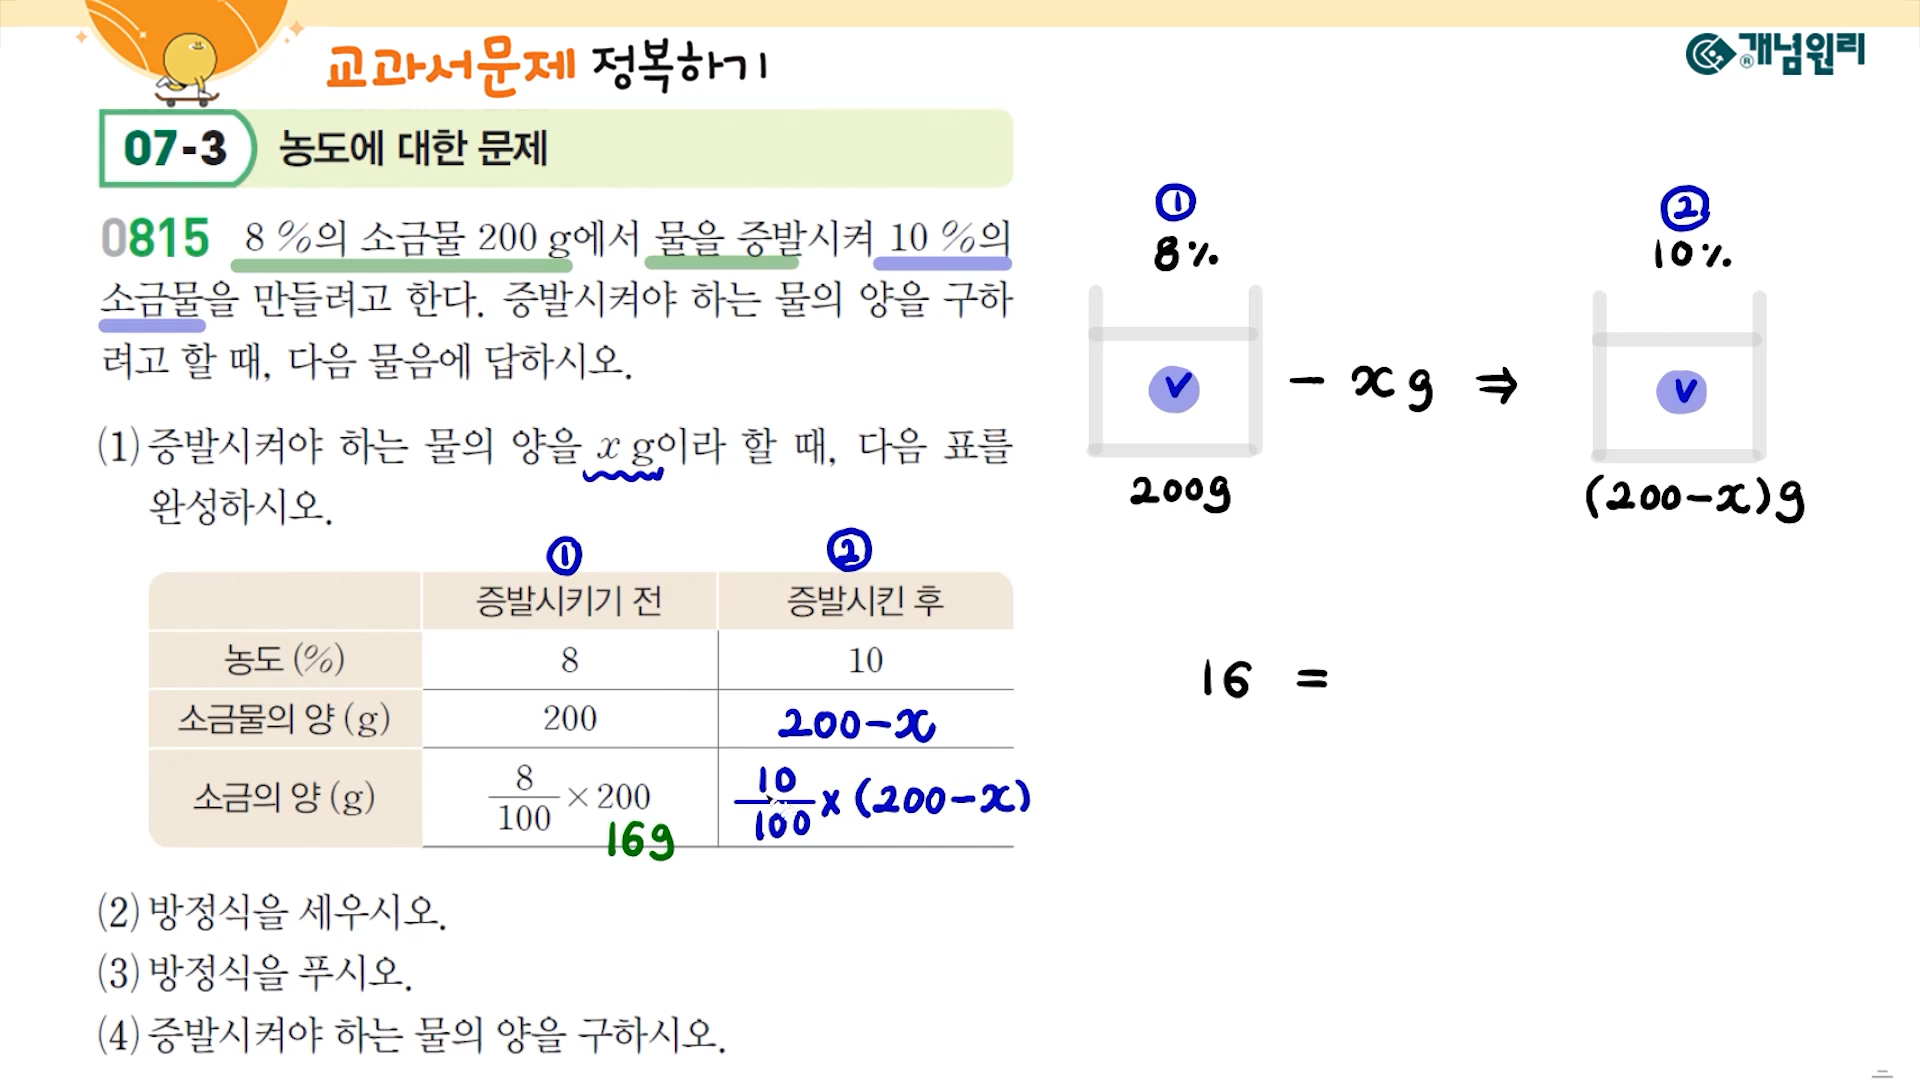 교과서문제 정복하기
®개념원리
07-3 농도에 대한 문제
0815 8 %의 소금물 200 g에서 물을 증발시켜 10 %의
소금물을 만들려고 한다. 증발시켜야 하는 물의 양을 구하
려고 할 때, 다음 물음에 답하시오.
(1) 증발시켜야 하는 물의 양을 x g이라 할 때, 다음 표를
완성하시오.
① ②
증발시키기 전 증발시킨 후
농도 (%) 8 10
소금물의 양 (g) 200 200-x
소금의 양 (g) 8/100 ×200 10/100 x (200-x)
16g
(2) 방정식을 세우시오.
(3) 방정식을 푸시오.
(4) 증발시켜야 하는 물의 양을 구하시오.
① ②
8% 10%
- x g ⇒
200g (200-x)g
16 =